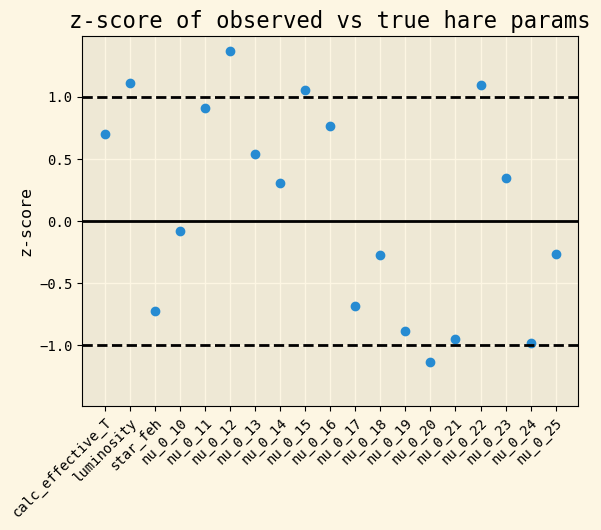 z-score of observed vs true hare params
z-score
1.0
0.5
0.0
−0.5
−1.0
calc_effective_T
luminosity
star_feh
nu_0_10
nu_0_11
nu_0_12
nu_0_13
nu_0_14
nu_0_15
nu_0_16
nu_0_17
nu_0_18
nu_0_19
nu_0_20
nu_0_21
nu_0_22
nu_0_23
nu_0_24
nu_0_25